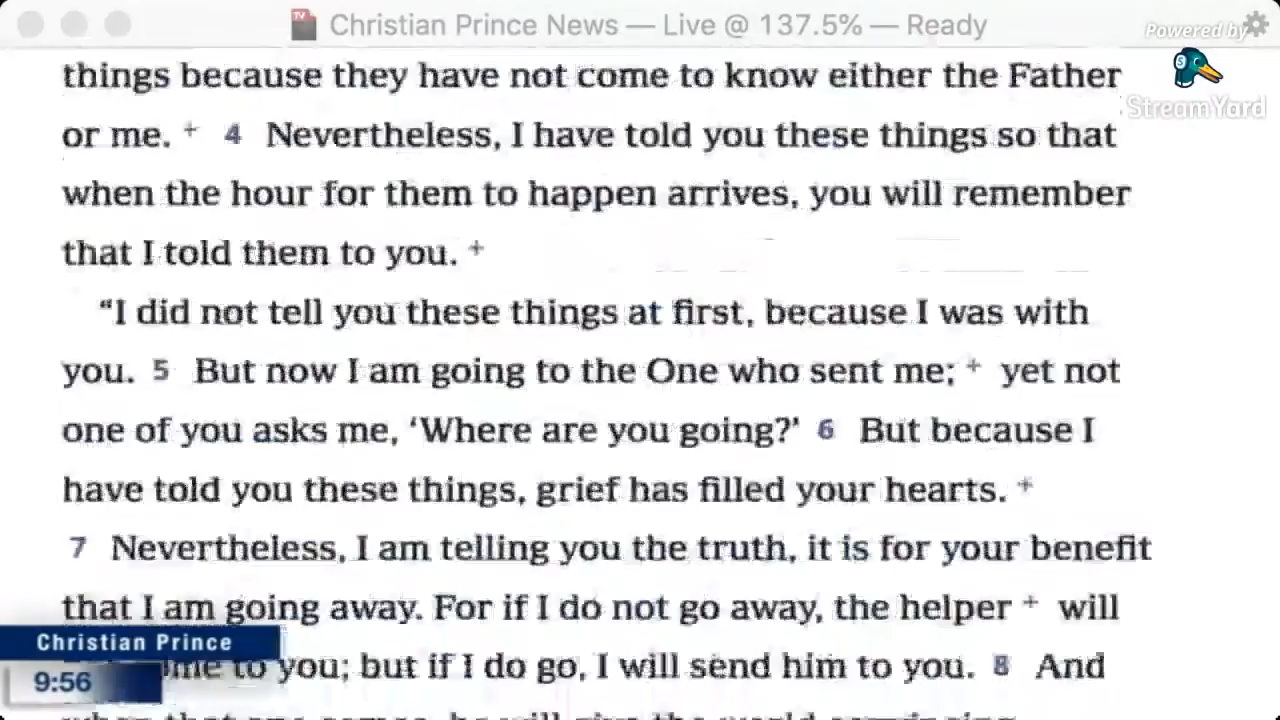 Christian Prince News — Live @ 137.5% — Ready
Powered by
StreamYard
things because they have not come to know either the Father
or me. + 4 Nevertheless, I have told you these things so that
when the hour for them to happen arrives, you will remember
that I told them to you. +
“I did not tell you these things at first, because I was with
you. 5 But now I am going to the One who sent me; + yet not
one of you asks me, ‘Where are you going?’ 6 But because I
have told you these things, grief has filled your hearts. +
7 Nevertheless, I am telling you the truth, it is for your benefit
that I am going away. For if I do not go away, the helper + will
to you; but if I do go, I will send him to you. 8 And
Christian Prince
9:56